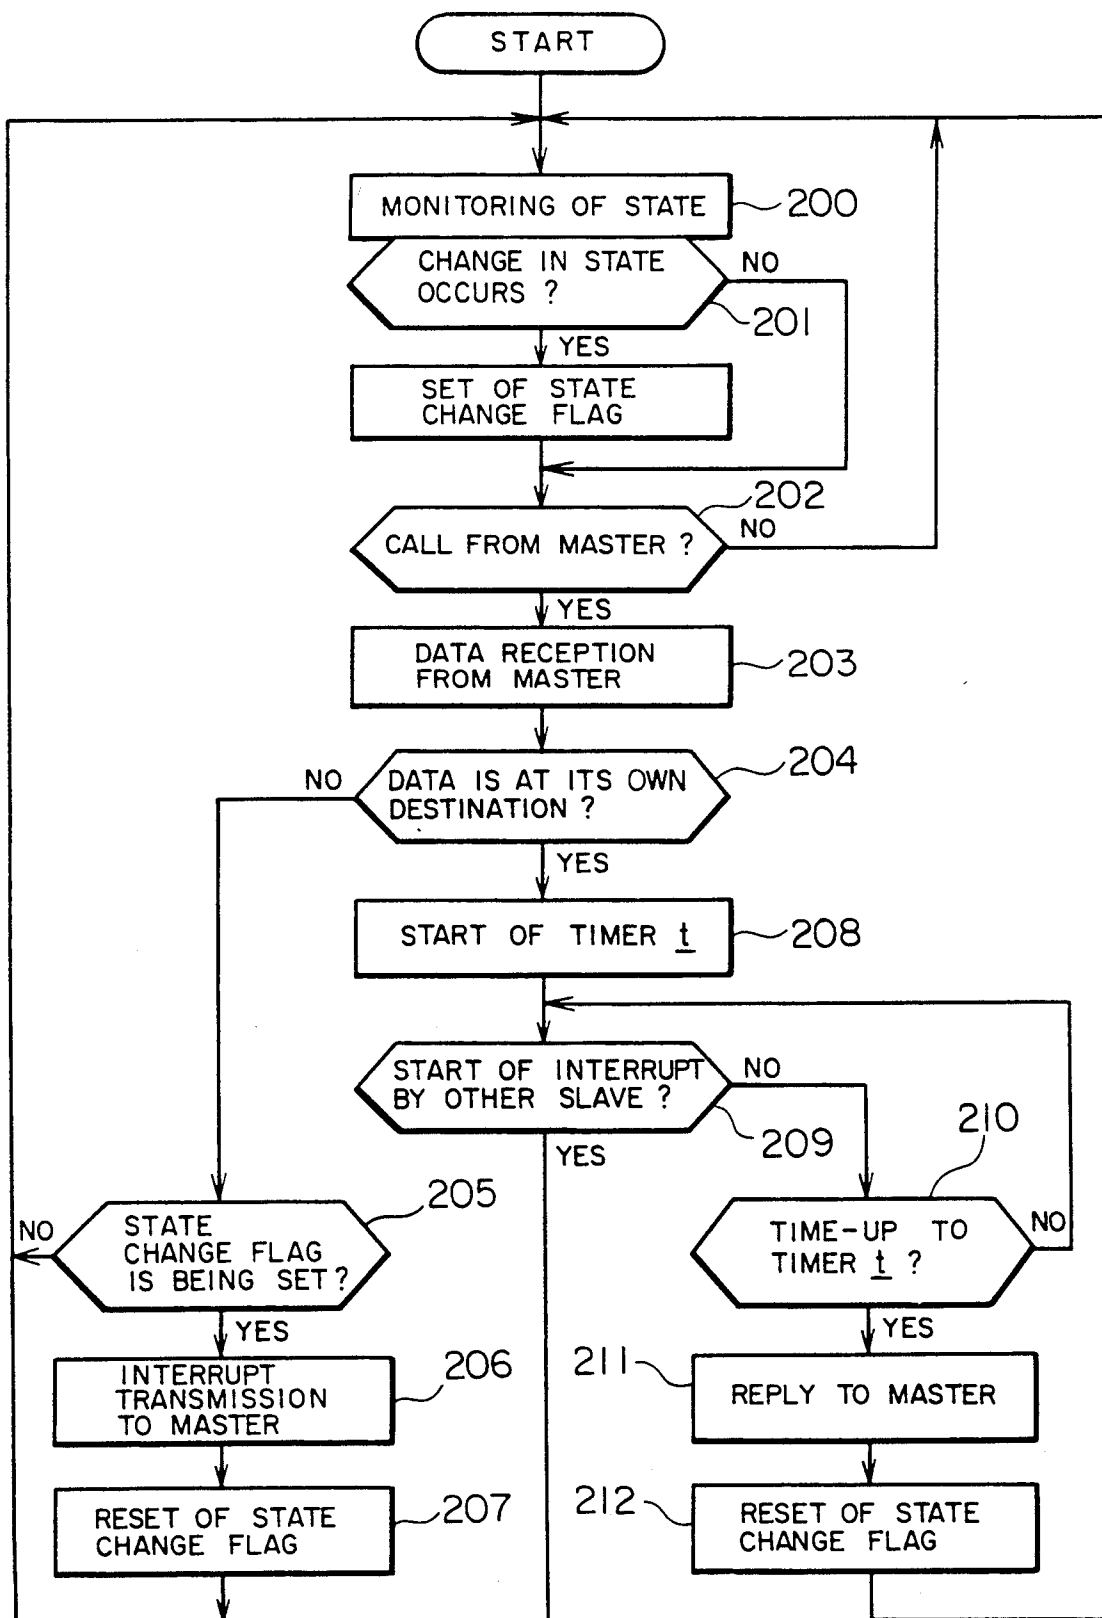 START
MONITORING OF STATE
200
CHANGE IN STATE
OCCURS ?
NO
201
YES
SET OF STATE
CHANGE FLAG
202
CALL FROM MASTER ?
NO
YES
DATA RECEPTION
FROM MASTER
203
204
NO
DATA IS AT ITS OWN
DESTINATION ?
YES
START OF TIMER t
208
START OF INTERRUPT
BY OTHER SLAVE ?
NO
209
YES
210
205
NO
STATE
CHANGE FLAG
IS BEING SET ?
YES
TIME-UP TO
TIMER t ?
NO
YES
INTERRUPT
TRANSMISSION
TO MASTER
206
211
REPLY TO MASTER
RESET OF STATE
CHANGE FLAG
207
212
RESET OF STATE
CHANGE FLAG